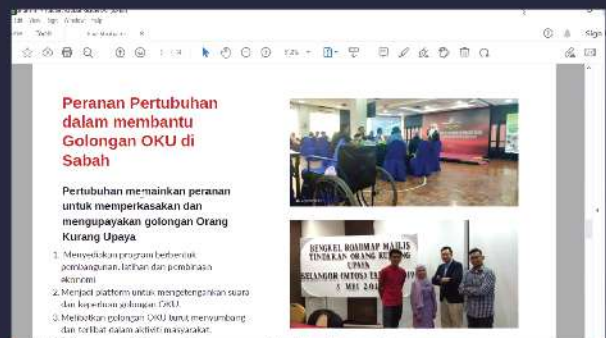 Sign
Peranan Pertubuhan
dalam membantu
Golongan OKU di
Sabah
Pertubuhan memainkan peranan
untuk memperkasakan dan
mengupayakan golongan Orang
Kurang Upaya
1. Menyediakan program berbentuk
pembangunan, latihan dan pembinaan
ekonomi
2. Menjadi platform untuk mengetengahkan suara
dan keperluan golongan OKU.
3. Melibatkan golongan OKU turut menyumbang
dan terlibat dalam aktiviti masyarakat.
BENGKEL ROADMAP MAJLIS
TINDAKAN ORANG KURANG
UPAYA
SELANGOR (MTOS)